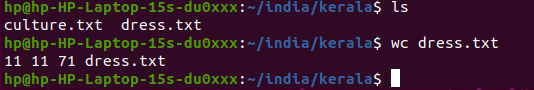 hp@hp-HP-Laptop-15s-du0xxx:~/india/kerala$ ls
culture.txt  dress.txt
hp@hp-HP-Laptop-15s-du0xxx:~/india/kerala$ wc dress.txt
11 11 71 dress.txt
hp@hp-HP-Laptop-15s-du0xxx:~/india/kerala$